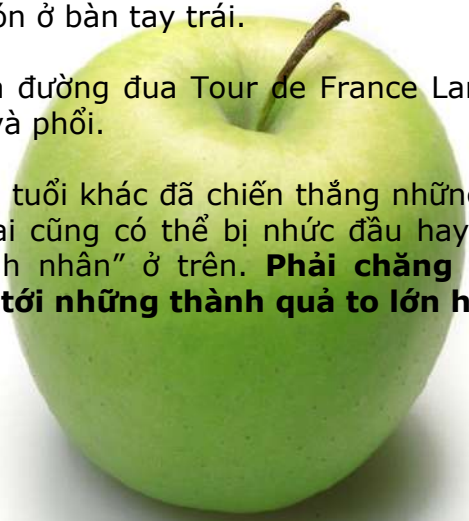 ón ở bàn tay trái.
đường đua Tour de France Lan
và phổi.
tuổi khác đã chiến thắng những
ai cũng có thể bị nhức đầu hay
h nhân” ở trên. Phải chăng
tới những thành quả to lớn h